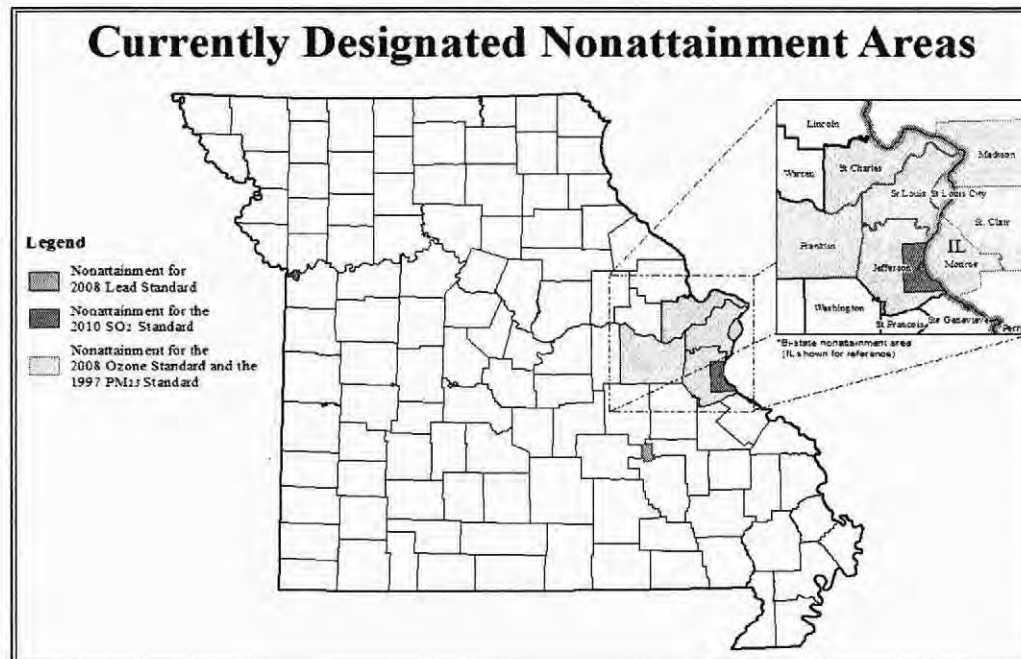 Currently Designated Nonattainment Areas
Legend
Nonattainment for
2008 Lead Standard
Nonattainment for the
2010 SO₂ Standard
Nonattainment for the
2008 Ozone Standard and the
1997 PM2.5 Standard
Lincoln
Warren
St Charles
Madison
St Louis
St Louis City
St. Clair
Franklin
IL
Jefferson
Monroe
Washington
St Francois
Ste Genevieve
Perr
*Bi-state nonattainment area
(IL shown for reference)